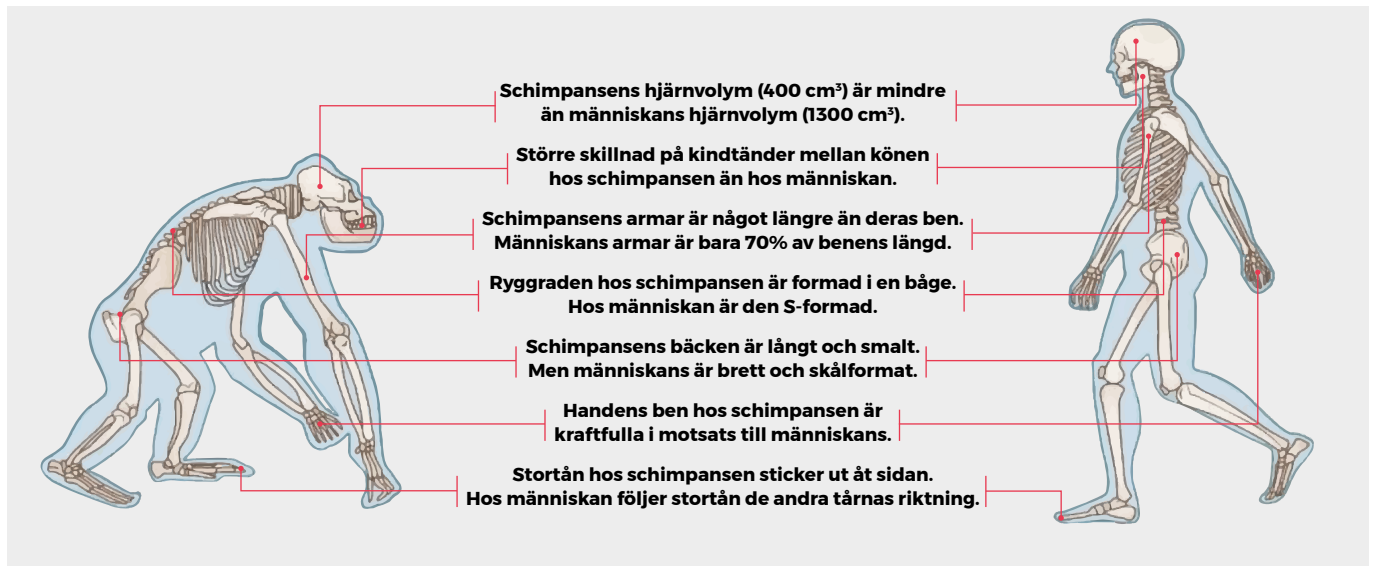 Schimpansens hjärnvolym (400 cm³) är mindre
än människans hjärnvolym (1300 cm³).
Större skillnad på kindtänder mellan könen
hos schimpansen än hos människan.
Schimpansens armar är något längre än deras ben.
Människans armar är bara 70% av benens längd.
Ryggraden hos schimpansen är formad i en båge.
Hos människan är den S-formad.
Schimpansens bäcken är långt och smalt.
Men människans är brett och skålformat.
Handens ben hos schimpansen är
kraftfulla i motsats till människans.
Stortån hos schimpansen sticker ut åt sidan.
Hos människan följer stortån de andra tårnas riktning.